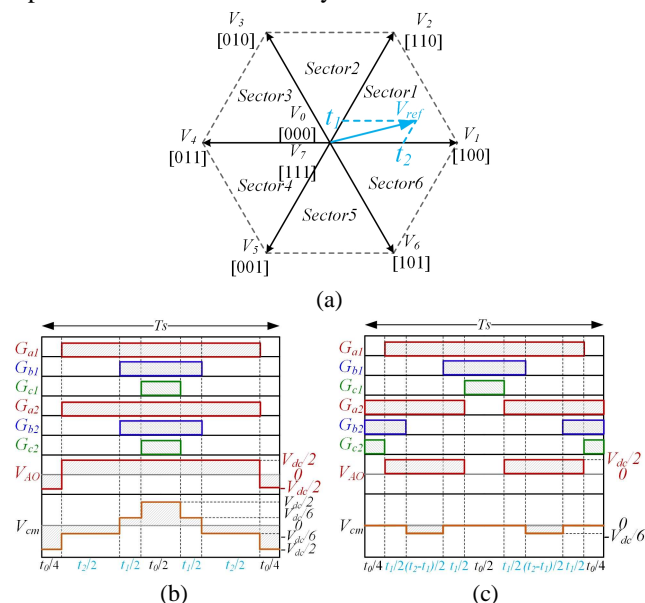 V3
[010]
V2
[110]
Sector2
Sector3
Sector1
V0
[000]
t1
Vref
V4
[011]
V7
[111]
t2
V1
[100]
Sector4
Sector6
Sector5
V5
[001]
V6
[101]
(a)
Ts
Ga1
Gb1
Gc1
Ga2
Gb2
Gc2
VAO
Vdc/2
0
-Vdc/2
Vcm
Vdc/2
Vdc/6
0
-Vdc/6
-Vdc/2
t0/4 t2/2 t1/2 t0/2 t1/2 t2/2 t0/4
(b)
Ts
Ga1
Gb1
Gc1
Ga2
Gb2
Gc2
VAO
Vdc/2
0
Vcm
0
-Vdc/6
t0/4 t1/2 (t2-t1)/2 t1/2 t0/2 t1/2 (t2-t1)/2 t1/2 t0/4
(c)